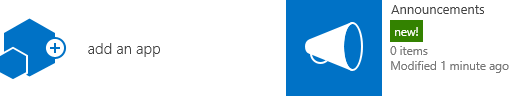 add an app
Announcements
new!
0 items
Modified 1 minute ago